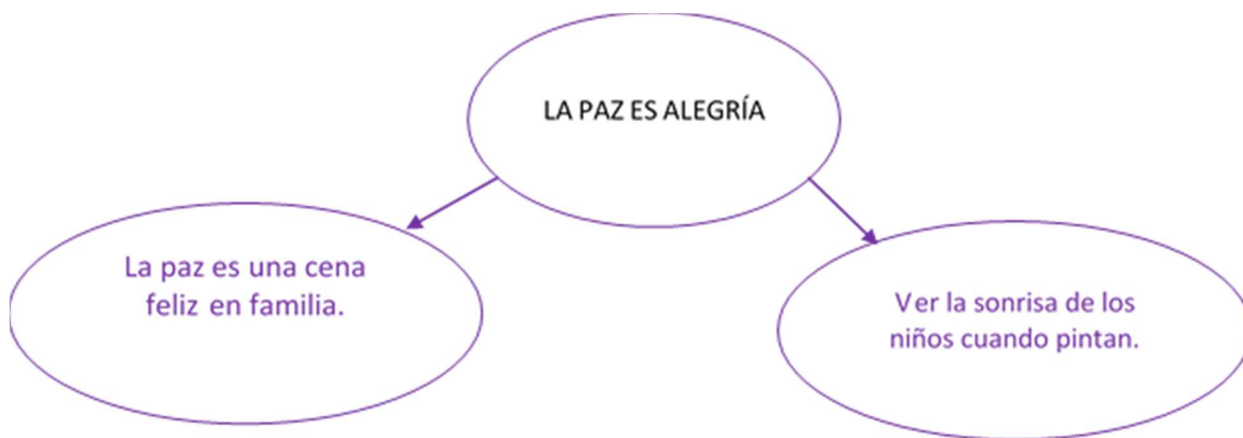 LA PAZ ES ALEGRÍA
La paz es una cena
feliz en familia.
Ver la sonrisa de los
niños cuando pintan.